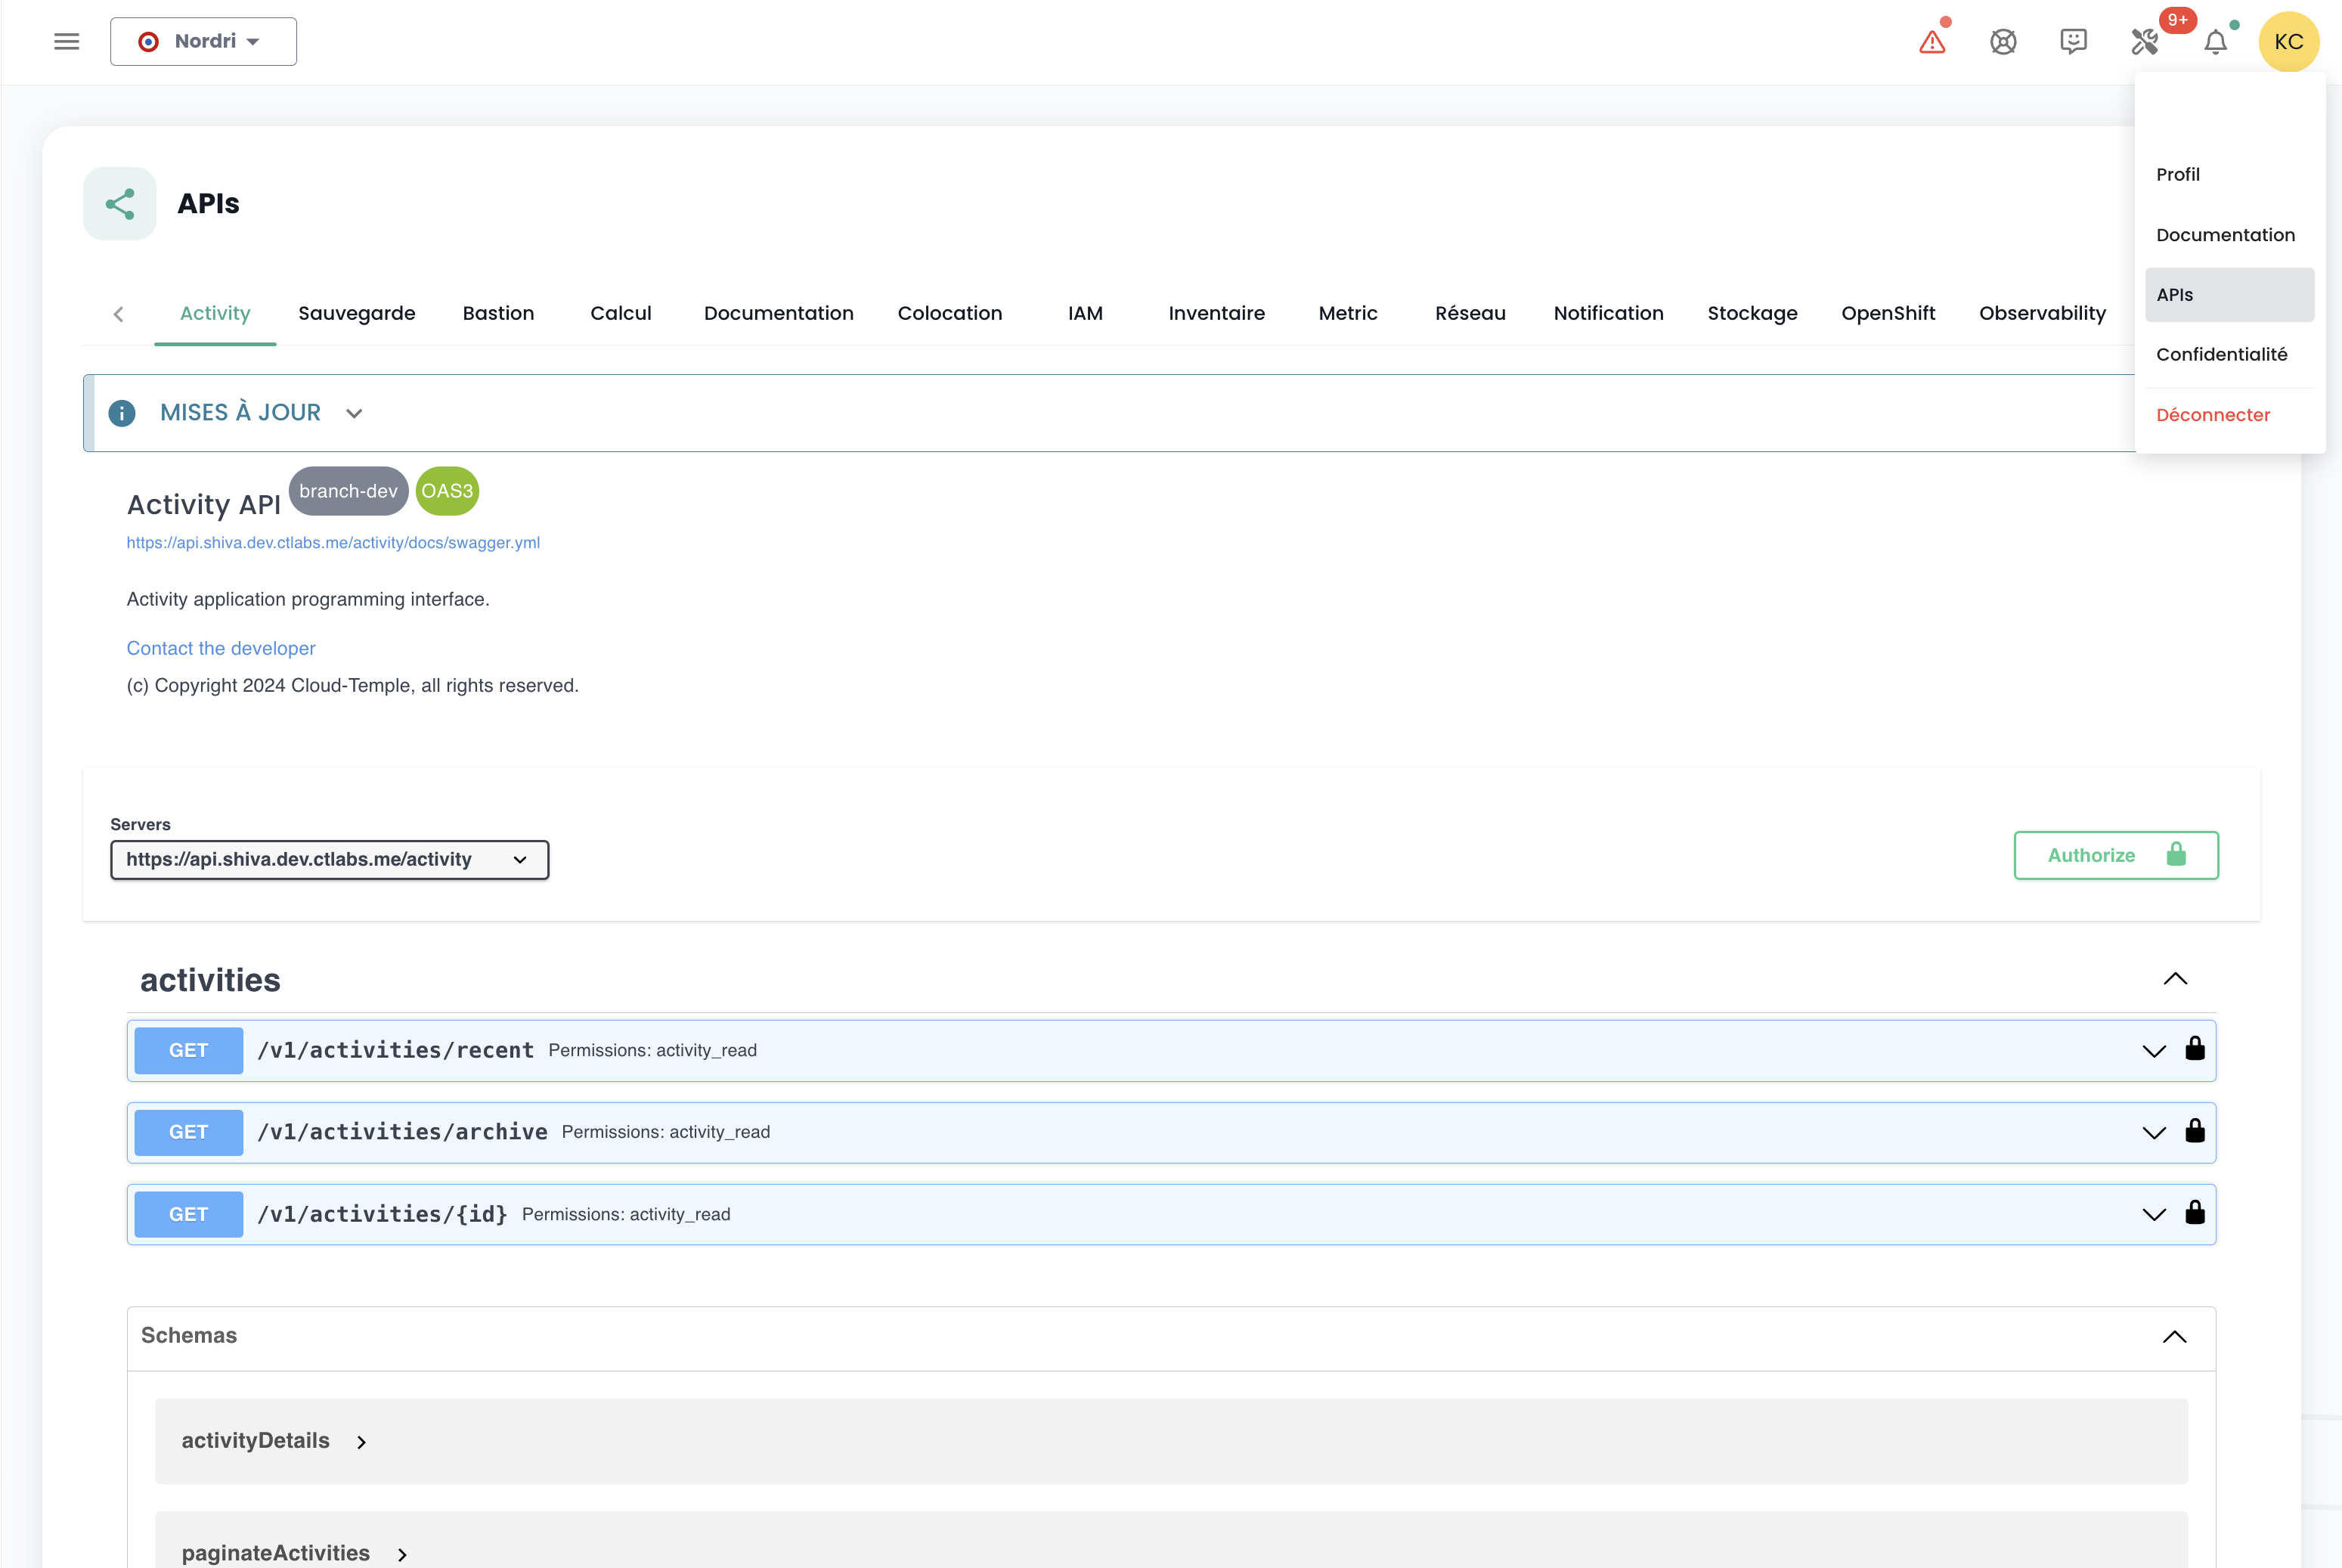 Nordri
9+
KC
Profil
Documentation
APIs
Confidentialité
Déconnecter
APIs
Activity Sauvegarde Bastion Calcul Documentation Colocation IAM Inventaire Metric Réseau Notification Stockage OpenShift Observability
MISES À JOUR
Activity API branch-dev OAS3
https://api.shiva.dev.ctlabs.me/activity/docs/swagger.yml
Activity application programming interface.
Contact the developer
(c) Copyright 2024 Cloud-Temple, all rights reserved.
Servers
https://api.shiva.dev.ctlabs.me/activity
Authorize
activities
GET /v1/activities/recent Permissions: activity_read
GET /v1/activities/archive Permissions: activity_read
GET /v1/activities/{id} Permissions: activity_read
Schemas
activityDetails
paginateActivities